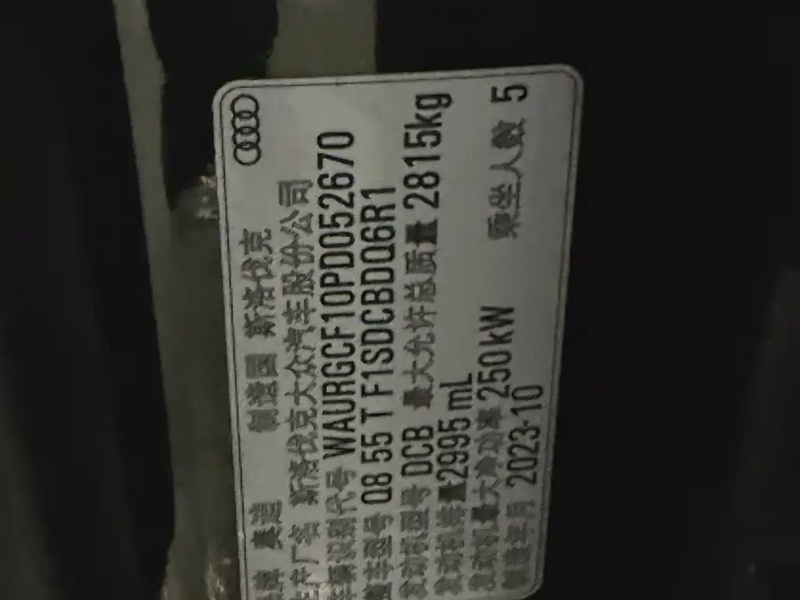 品牌 奥迪 制造国 斯洛伐克
生产厂名 斯洛伐克大众汽车股份公司
车辆识别代号 WAURGCF10PD052670
整车型号 Q8 55 T F1SDCBDQ6R1
发动机型号 DCB 最大允许总质量 2815kg
发动机排量 2995 mL
发动机最大净功率 250kW 乘坐人数 5
制造年月 2023-10